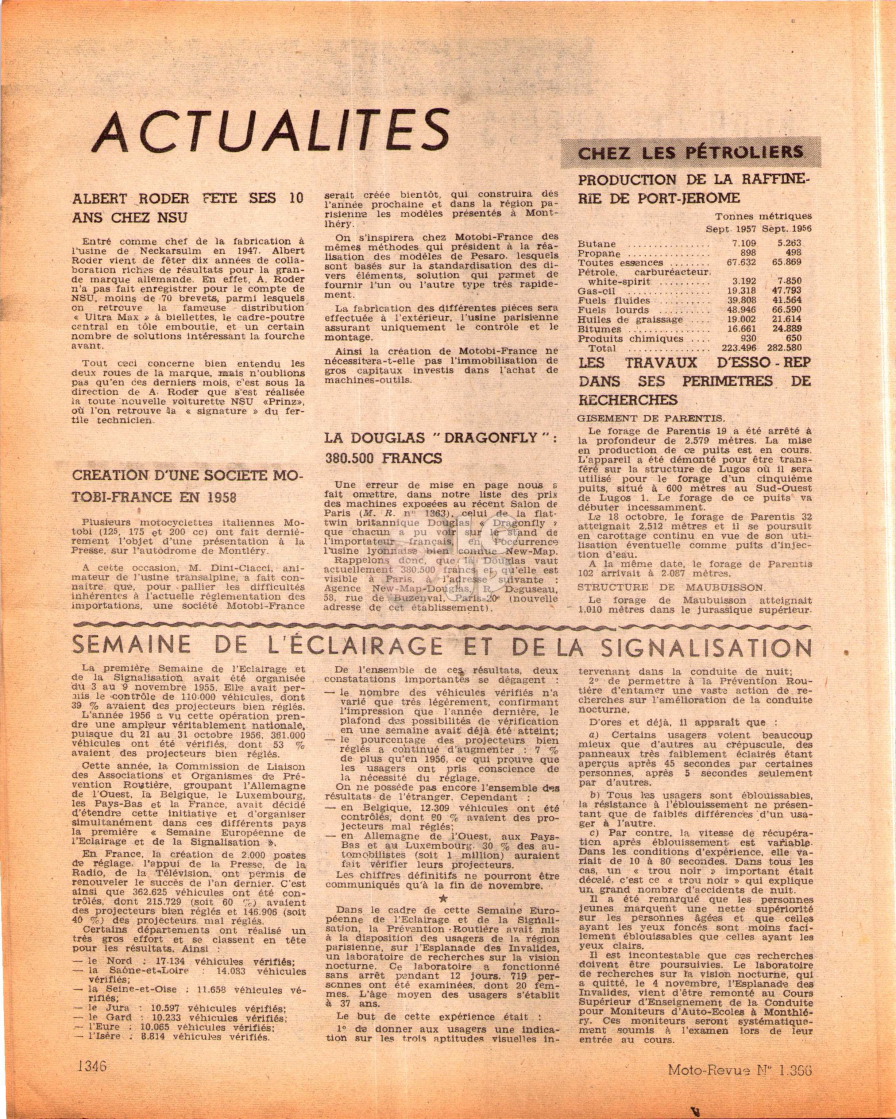 ACTUALITES
ALBERT RODER FETE SES 10
ANS CHEZ NSU
Entré comme chef de la fabrication à
l'usine de Neckarsulm en 1947. Albert
Roder vient de fêter dix années de colla-
boration riches de résultats pour la gran-
de marque allemande. En effet, A. Roder
n'a pas fait enregistrer pour le compte de
NSU, moins de 70 brevets, parmi lesquels
on retrouve la fameuse distribution
« Ultra Max » à biellettes, le cadre-poutre
central en tôle emboutie, et un certain
nombre de solutions intéressant la fourche
avant.
Tout ceci concerne bien entendu les
deux roues de la marque, mais n'oublions
pas qu'en ces derniers mois, c'est sous la
direction de A. Roder que s'est réalisée
la toute nouvelle voiturette NSU «Prinz»,
où l'on retrouve la « signature » du fer-
tile technicien.
CREATION D'UNE SOCIETE MO-
TOBI-FRANCE EN 1958
Plusieurs motocyclettes italiennes Mo-
tobi (125, 175 et 200 cc) ont fait derniè-
rement l'objet d'une présentation à la
Presse, sur l'autodrome de Montléry.
A cette occasion, M. Dini-Ciacci, ani-
mateur de l'usine transalpine, a fait con-
naitre que, pour pallier les difficultés
inhérentes à l'actuelle réglementation des
importations, une société Motobi-France
serait créée bientôt, qui construira dès
l'année prochaine et dans la région pa-
risienne les modèles présentés à Mont-
lhéry.
On s'inspirera chez Motobi-France des
mêmes méthodes qui président à la réa-
lisation des modèles de Pesaro. lesquels
sont basés sur la standardisation des di-
vers éléments, solution qui permet de
fournir l'un ou l'autre type très rapide-
ment.
La fabrication des différentes pièces sera
effectuée à l'extérieur, l'usine parisienne
assurant uniquement le contrôle et le
montage.
Ainsi la création de Motobi-France ne
nécessitera-t-elle pas l'immobilisation de
gros capitaux investis dans l'achat de
machines-outils.
LA DOUGLAS " DRAGONFLY " :
380.500 FRANCS
Une erreur de mise en page nous a
fait omettre, dans notre liste des prix
des machines exposées au récent Salon de
Paris (M. R. n° 1363), celui de la flat-
twin britannique Douglas « Dragonfly »
que chacun a pu voir sur le stand de
l'importateur français, en l'occurrence
l'usine lyonnaise bien connue New-Map.
Rappelons donc, que la Douglas vaut
actuellement 380.500 francs et qu'elle est
visible à Paris, à l'adresse suivante :
Agence New-Map-Douglas R. Deguseau,
58, rue de Buzenval, Paris-20e (nouvelle
adresse de cet établissement).
CHEZ LES PÉTROLIERS
PRODUCTION DE LA RAFFINE-
RIE DE PORT-JEROME
Tonnes métriques
Sept. 1957 Sept. 1956
Butane .............. 7.109 5.263
Propane ............. 898 498
Toutes essences ....... 67.632 65.869
Pétrole, carburéacteur,
white-spirit ........... 3.192 7.850
Gas-oil .............. 19.318 47.793
Fuels fluides .......... 39.808 41.564
Fuels lourds .......... 48.946 66.590
Huiles de graissage .... 19.002 21.614
Bitumes ............. 16.661 24.889
Produits chimiques .... 930 650
Total ............... 223.496 282.580
LES TRAVAUX D'ESSO-REP
DANS SES PERIMETRES DE
RECHERCHES
GISEMENT DE PARENTIS.
Le forage de Parentis 19 a été arrêté à
la profondeur de 2.579 mètres. La mise
en production de ce puits est en cours.
L'appareil a été démonté pour être trans-
féré sur la structure de Lugos où il sera
utilisé pour le forage d'un cinquième
puits, situé à 600 mètres au Sud-Ouest
de Lugos 1. Le forage de ce puits va
débuter incessamment.
Le 18 octobre, le forage de Parentis 32
atteignait 2.512 mètres et il se poursuit
en carottage continu en vue de son uti-
lisation éventuelle comme puits d'injec-
tion d'eau.
A la même date, le forage de Parentis
102 arrivait à 2.087 mètres.
STRUCTURE DE MAUBUISSON.
Le forage de Maubuisson atteignait
1.010 mètres dans le jurassique supérieur.
SEMAINE DE L'ÉCLAIRAGE ET DE LA SIGNALISATION
La première Semaine de l'Eclairage et
de la Signalisation avait été organisée
du 3 au 9 novembre 1955. Elle avait per-
mis le contrôle de 110.000 véhicules, dont
39 % avaient des projecteurs bien réglés.
L'année 1956 a vu cette opération pren-
dre une ampleur véritablement nationale,
puisque du 21 au 31 octobre 1956, 361.000
véhicules ont été vérifiés, dont 53 %
avaient des projecteurs bien réglés.
Cette année, la Commission de Liaison
des Associations et Organismes de Pré-
vention Routière, groupant l'Allemagne
de l'Ouest, la Belgique, le Luxembourg,
les Pays-Bas et la France, avait décidé
d'étendre cette initiative et d'organiser
simultanément dans ces différents pays
la première « Semaine Européenne de
l'Eclairage et de la Signalisation ».
En France, la création de 2.000 postes
de réglage, l'appui de la Presse, de la
Radio, de la Télévision, ont permis de
renouveler le succès de l'an dernier. C'est
ainsi que 362.625 véhicules ont été con-
trôlés, dont 215.729 (soit 60 %) avaient
des projecteurs bien réglés et 146.906 (soit
40 %) des projecteurs mal réglés.
Certains départements ont réalisé un
très gros effort et se classent en tête
pour les résultats. Ainsi :
— le Nord : 17.134 véhicules vérifiés;
— la Saône-et-Loire : 14.083 véhicules
vérifiés;
— la Seine-et-Oise : 11.658 véhicules vé-
rifiés;
— le Jura : 10.597 véhicules vérifiés;
— le Gard : 10.233 véhicules vérifiés;
— l'Eure : 10.065 véhicules vérifiés;
— l'Isère : 8.814 véhicules vérifiés.
De l'ensemble de ces résultats, deux
constatations importantes se dégagent :
— le nombre des véhicules vérifiés n'a
varié que très légèrement, confirmant
l'impression que l'année dernière, le
plafond des possibilités de vérification
en une semaine avait déjà été atteint;
— le pourcentage des projecteurs bien
réglés a continué d'augmenter : 7 %
de plus qu'en 1956, ce qui prouve que
les usagers ont pris conscience de
la nécessité du réglage.
On ne possède pas encore l'ensemble des
résultats de l'étranger. Cependant :
— en Belgique, 12.309 véhicules ont été
contrôlés, dont 80 % avaient des pro-
jecteurs mal réglés;
— en Allemagne de l'Ouest, aux Pays-
Bas et au Luxembourg, 30 % des au-
tomobilistes (soit 1 million) auraient
fait vérifier leurs projecteurs.
Les chiffres définitifs ne pourront être
communiqués qu'à la fin de novembre.
★
Dans le cadre de cette Semaine Euro-
péenne de l'Eclairage et de la Signali-
sation, la Prévention Routière avait mis
à la disposition des usagers de la région
parisienne, sur l'Esplanade des Invalides,
un laboratoire de recherches sur la vision
nocturne. Ce laboratoire a fonctionné
sans arrêt pendant 12 jours. 719 per-
sonnes ont été examinées, dont 20 fem-
mes. L'âge moyen des usagers s'établit
à 37 ans.
Le but de cette expérience était :
1° de donner aux usagers une indica-
tion sur les trois aptitudes visuelles in-
tervenant dans la conduite de nuit;
2° de permettre à la Prévention Rou-
tière d'entamer une vaste action de re-
cherches sur l'amélioration de la conduite
nocturne.
D'ores et déjà, il apparaît que :
a) Certains usagers voient beaucoup
mieux que d'autres au crépuscule, des
panneaux très faiblement éclairés étant
aperçus après 45 secondes par certaines
personnes, après 5 secondes seulement
par d'autres.
b) Tous les usagers sont éblouissables,
la résistance à l'éblouissement ne présen-
tant que de faibles différences d'un usa-
ger à l'autre.
c) Par contre, la vitesse de récupéra-
tion après éblouissement est variable.
Dans les conditions d'expérience, elle va-
riait de 10 à 80 secondes. Dans tous les
cas, un « trou noir » important était
décelé, c'est ce « trou noir » qui explique
un grand nombre d'accidents de nuit.
Il a été remarqué que les personnes
jeunes marquent une nette supériorité
sur les personnes âgées et que celles
ayant les yeux foncés sont moins faci-
lement éblouissables que celles ayant les
yeux clairs.
Il est incontestable que ces recherches
doivent être poursuivies. Le laboratoire
de recherches sur la vision nocturne, qui
a quitté, le 4 novembre, l'Esplanade des
Invalides, vient d'être remonté au Cours
Supérieur d'Enseignement de la Conduite
pour Moniteurs d'Auto-Ecoles à Monthlé-
ry. Ces moniteurs seront systématique-
ment soumis à l'examen lors de leur
entrée au cours.
1346
Moto-Revue N° 1.366